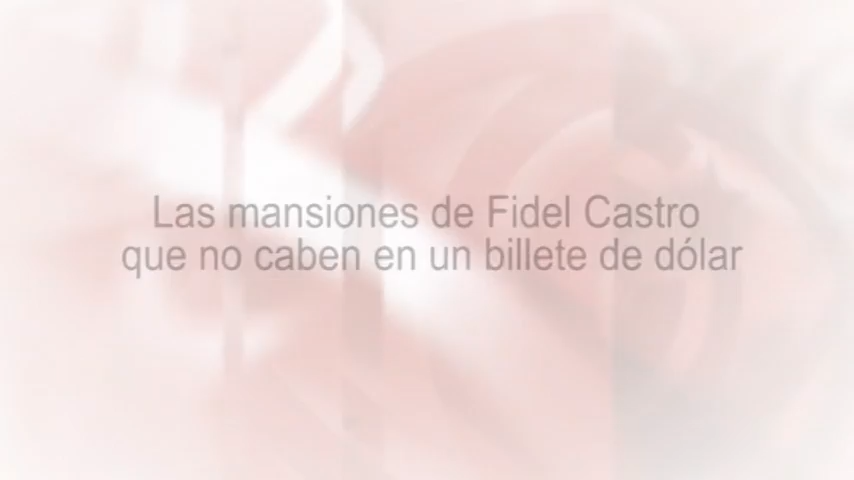 Las mansiones de Fidel Castro
que no caben en un billete de dólar